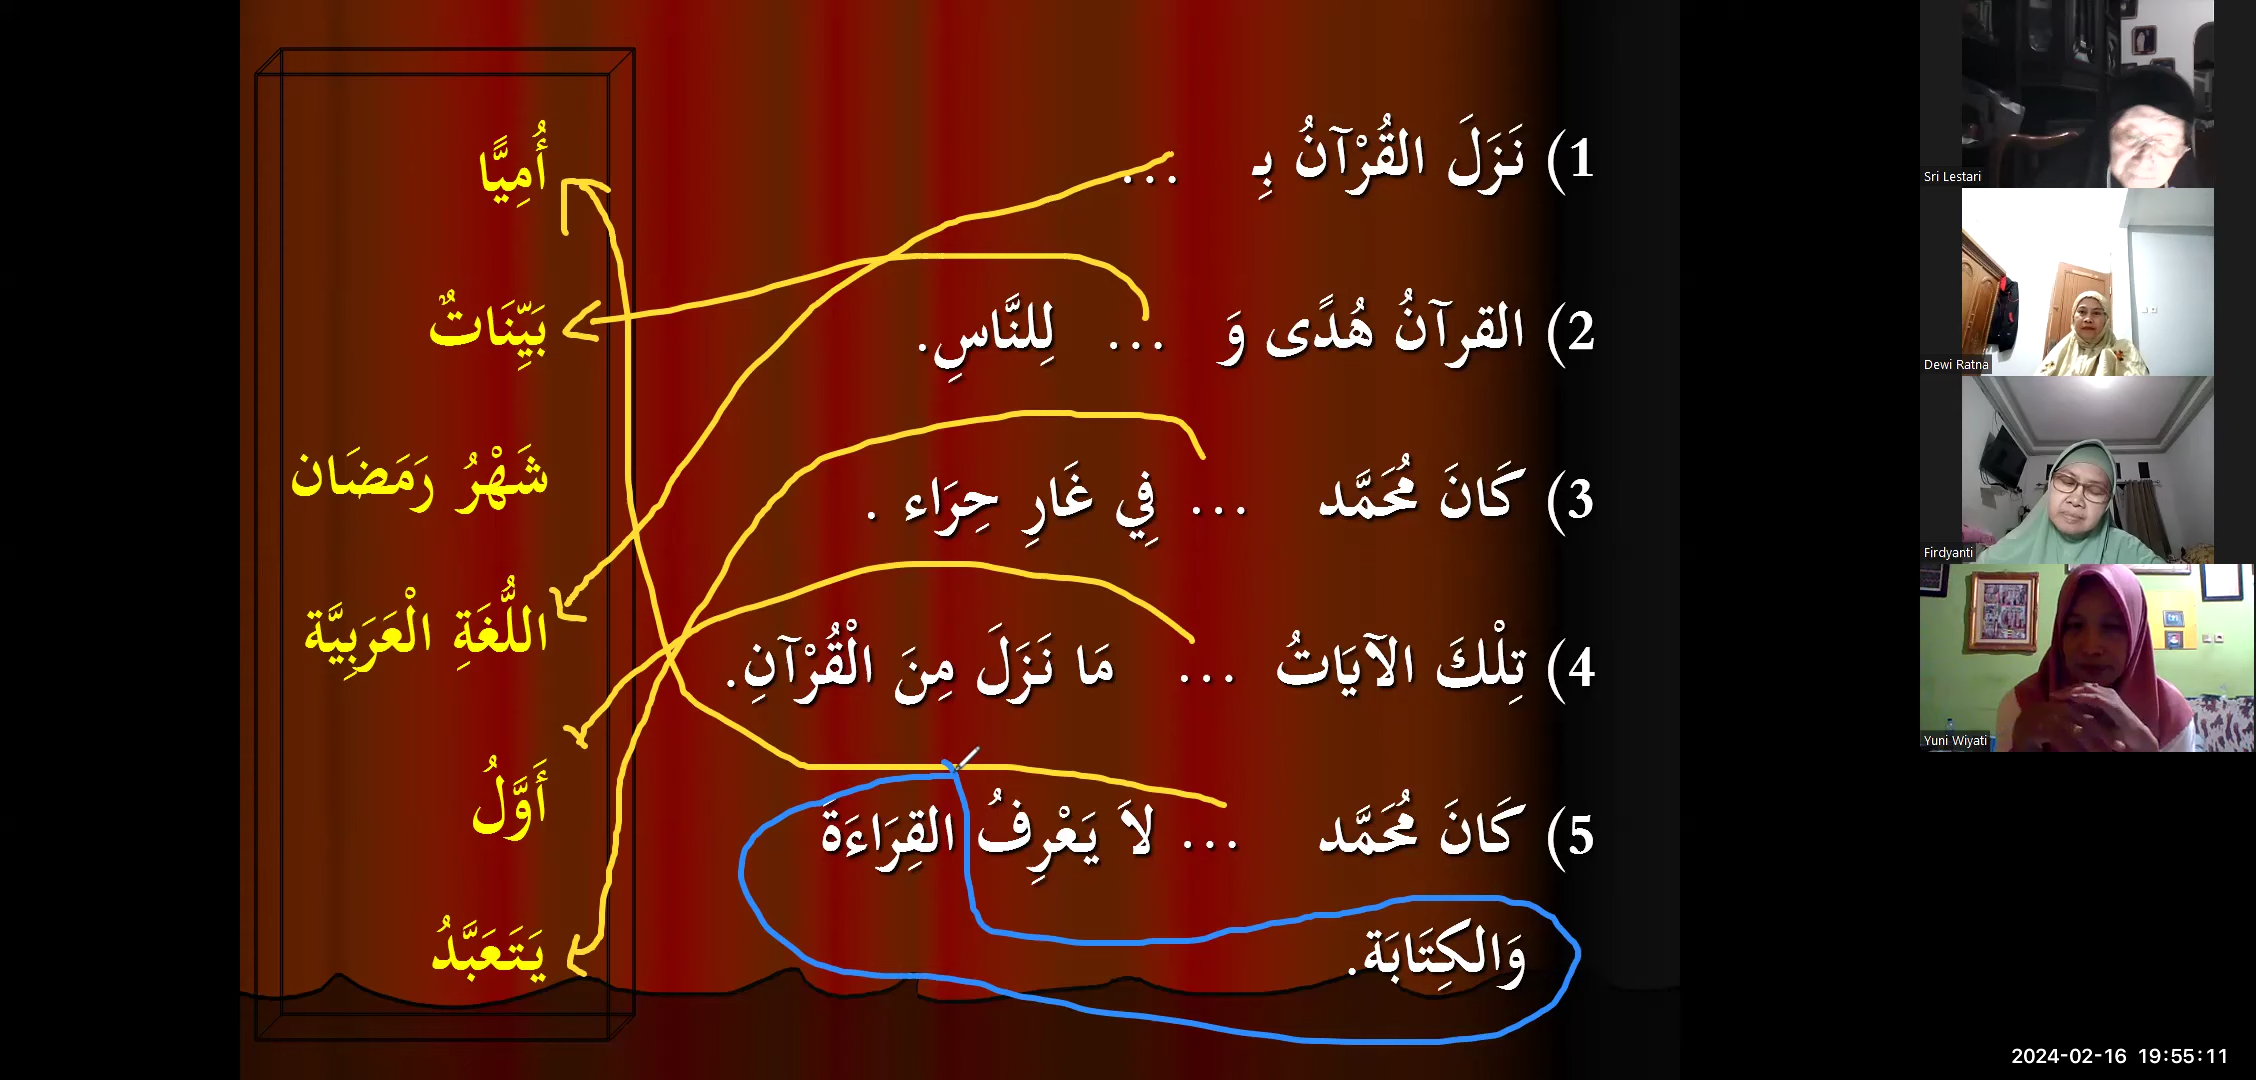 1) نَزَلَ القُرْآنُ بِـ ...
2) القرآنُ هُدًى وَ ... لِلنَّاسِ.
3) كَانَ مُحَمَّد ... فِي غَارِ حِرَاء .
4) تِلْكَ الآيَاتُ ... مَا نَزَلَ مِنَ الْقُرْآنِ.
5) كَانَ مُحَمَّد ... لاَ يَعْرِفُ القِرَاءَةَ
وَالكِتَابَة.
أُمِيًّا
بَيِّنَاتٌ
شَهْرُ رَمَضَان
اللُّغَةِ الْعَرَبِيَّة
أَوَّلُ
يَتَعَبَّدُ
Sri Lestari
Dewi Ratna
Firdyanti
Yuni Wiyati
2024-02-16 19:55:11